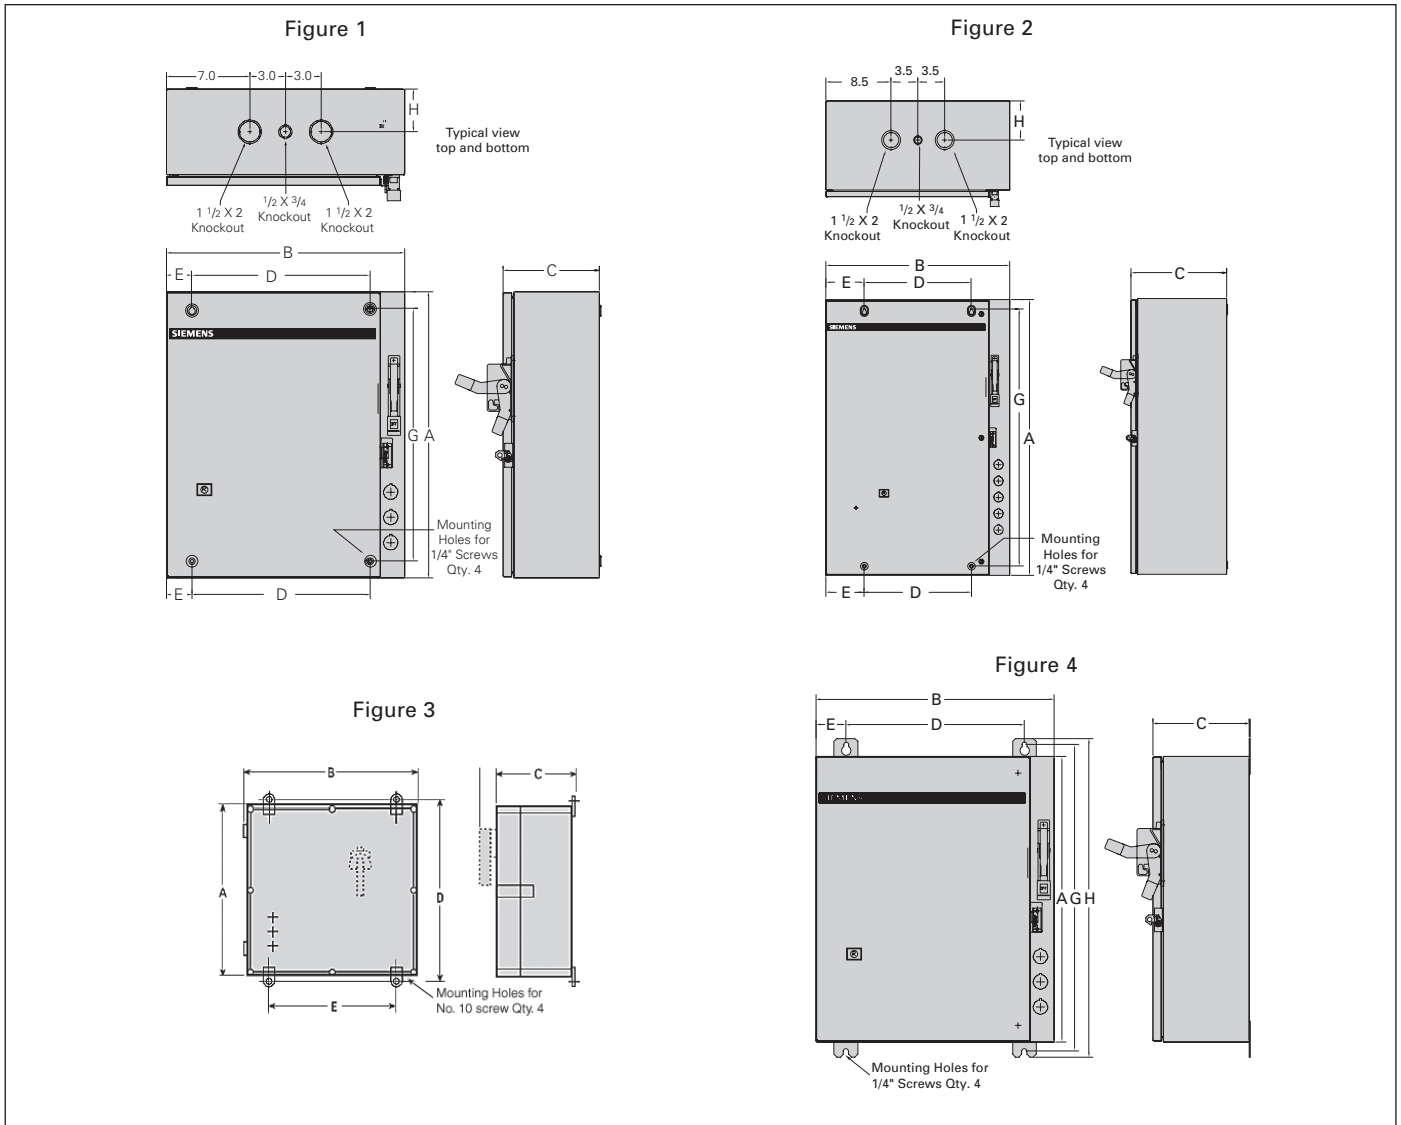 Figure 1
7.0
3.0
3.0
H
Typical view
top and bottom
1 1/2 X 2
Knockout
1/2 X 3/4
Knockout
1 1/2 X 2
Knockout
B
E
D
C
SIEMENS
G
A
Mounting
Holes for
1/4" Screws
Qty. 4
E
D
Figure 2
8.5
3.5
3.5
H
Typical view
top and bottom
1 1/2 X 2
Knockout
1/2 X 3/4
Knockout
1 1/2 X 2
Knockout
B
E
D
C
SIEMENS
G
A
Mounting
Holes for
1/4" Screws
Qty. 4
E
D
Figure 3
B
C
A
D
E
Mounting Holes for
No. 10 screw Qty. 4
Figure 4
B
E
D
C
SIEMENS
A
G
H
Mounting Holes for
1/4" Screws Qty. 4